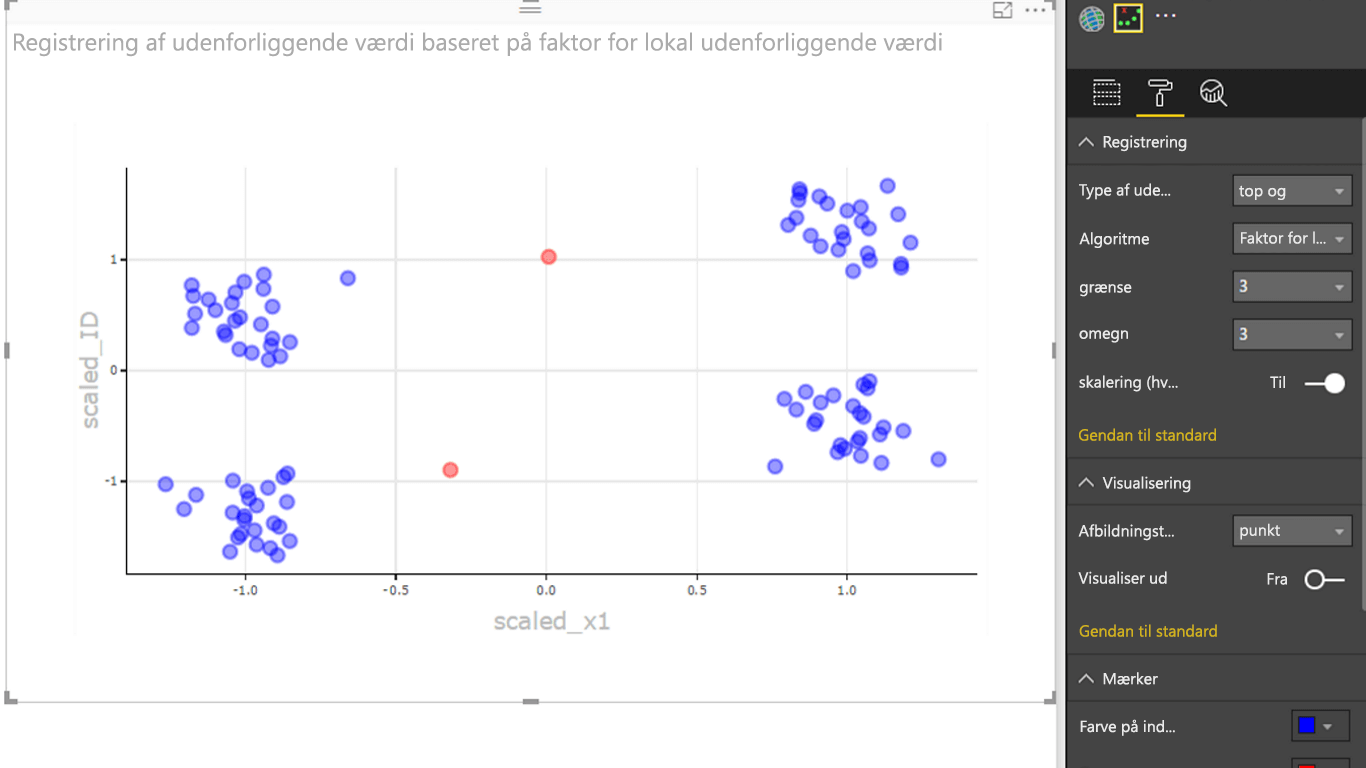 Registrering af udenforliggende værdi baseret på faktor for lokal udenforliggende værdi
1
0
-1
scaled_ID
-1.0
-0.5
0.0
0.5
1.0
scaled_x1
Registrering
Type af ude... top og
Algoritme Faktor for l...
grænse 3
omegn 3
skalering (hv... Til
Gendan til standard
Visualisering
Afbildningst... punkt
Visualiser ud Fra
Gendan til standard
Mærker
Farve på ind...